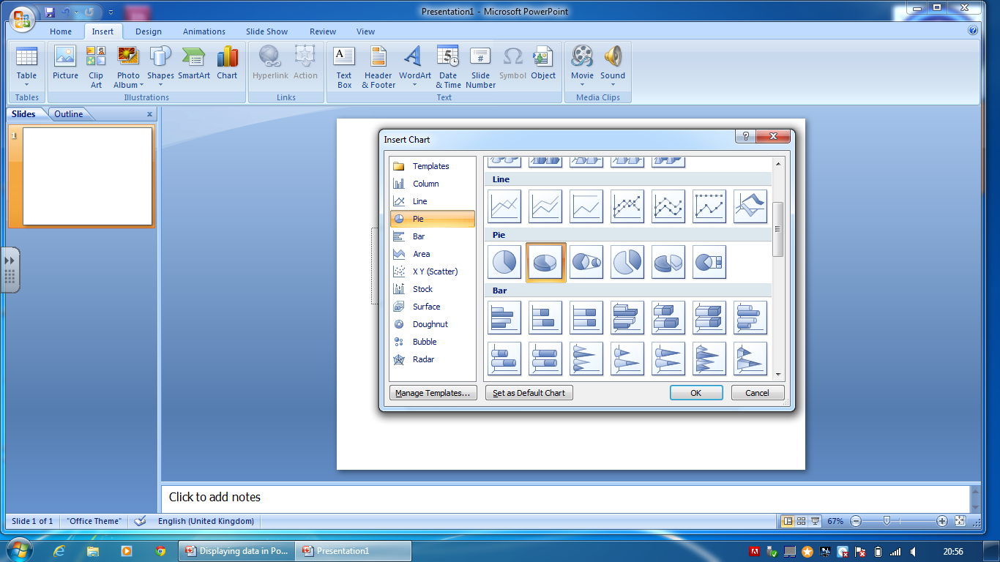 Presentation1 - Microsoft PowerPoint
Home Insert Design Animations Slide Show Review View
Table Picture Clip Art Photo Album Shapes SmartArt Chart Hyperlink Action Text Box Header & Footer WordArt Date & Time Slide Number Symbol Object Movie Sound
Tables Illustrations Links Text Media Clips
Slides Outline x
1
Insert Chart
Templates
Column
Line
Pie
Bar
Area
X Y (Scatter)
Stock
Surface
Doughnut
Bubble
Radar
Line
Pie
Bar
Manage Templates... Set as Default Chart OK Cancel
Click to add notes
Slide 1 of 1 "Office Theme" English (United Kingdom) 67%
Displaying data in Po... Presentation1 20:56